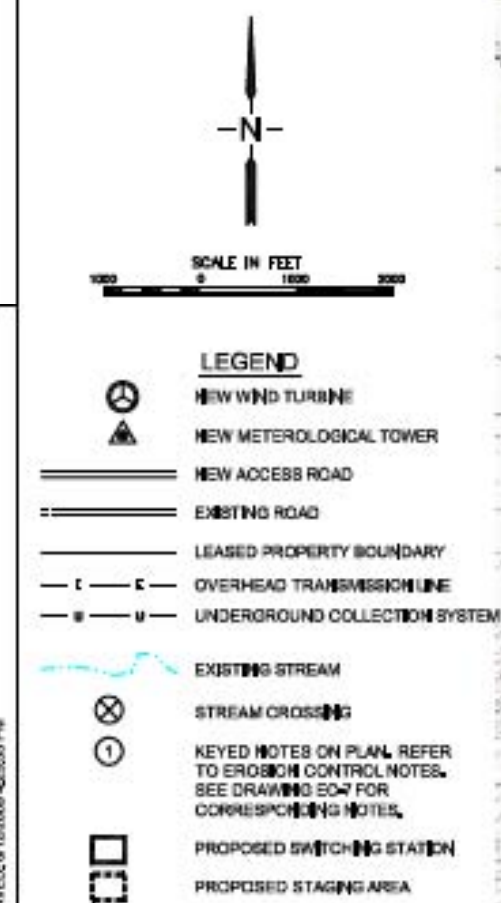 -N-
SCALE IN FEET
1000 0 1000 2000
LEGEND
NEW WIND TURBINE
NEW METEROLOGICAL TOWER
NEW ACCESS ROAD
EXISTING ROAD
LEASED PROPERTY BOUNDARY
E E OVERHEAD TRANSMISSION LINE
U U UNDERGROUND COLLECTION SYSTEM
EXISTING STREAM
STREAM CROSSING
1 KEYED NOTES ON PLAN. REFER
TO EROSION CONTROL NOTES.
SEE DRAWING EC-7 FOR
CORRESPONDING NOTES.
PROPOSED SWITCHING STATION
PROPOSED STAGING AREA